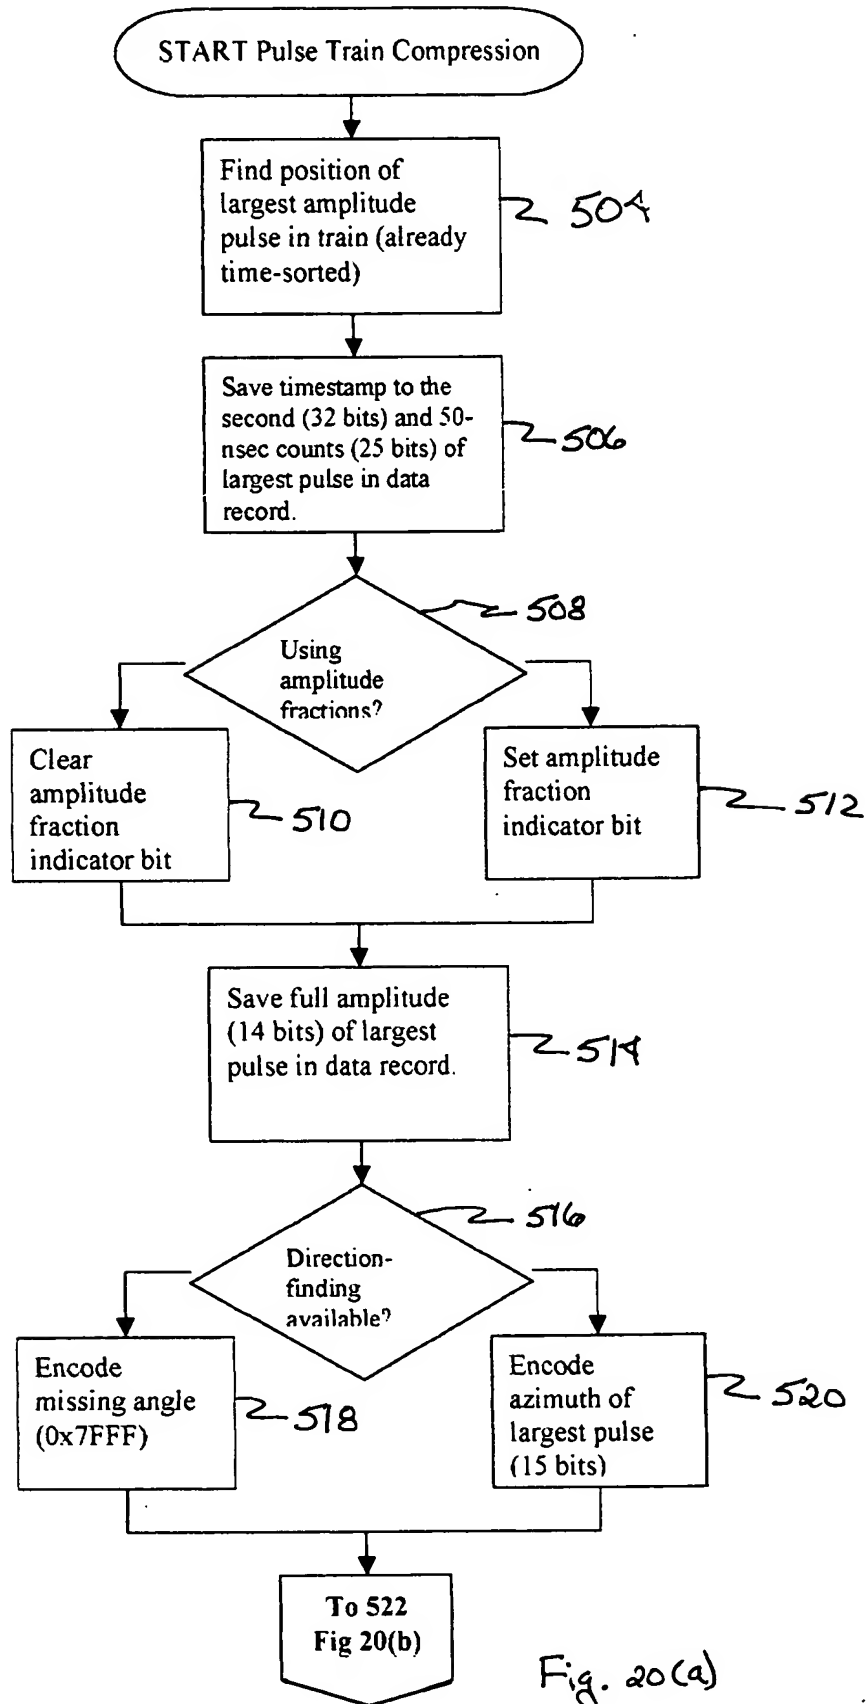 START Pulse Train Compression
Find position of
largest amplitude
pulse in train (already
time-sorted)
504
Save timestamp to the
second (32 bits) and 50-
nsec counts (25 bits) of
largest pulse in data
record.
506
508
Using
amplitude
fractions?
Clear
amplitude
fraction
indicator bit
510
Set amplitude
fraction
indicator bit
512
Save full amplitude
(14 bits) of largest
pulse in data record.
514
516
Direction-
finding
available?
Encode
missing angle
(0x7FFF)
518
Encode
azimuth of
largest pulse
(15 bits)
520
To 522
Fig 20(b)
Fig. 20(a)